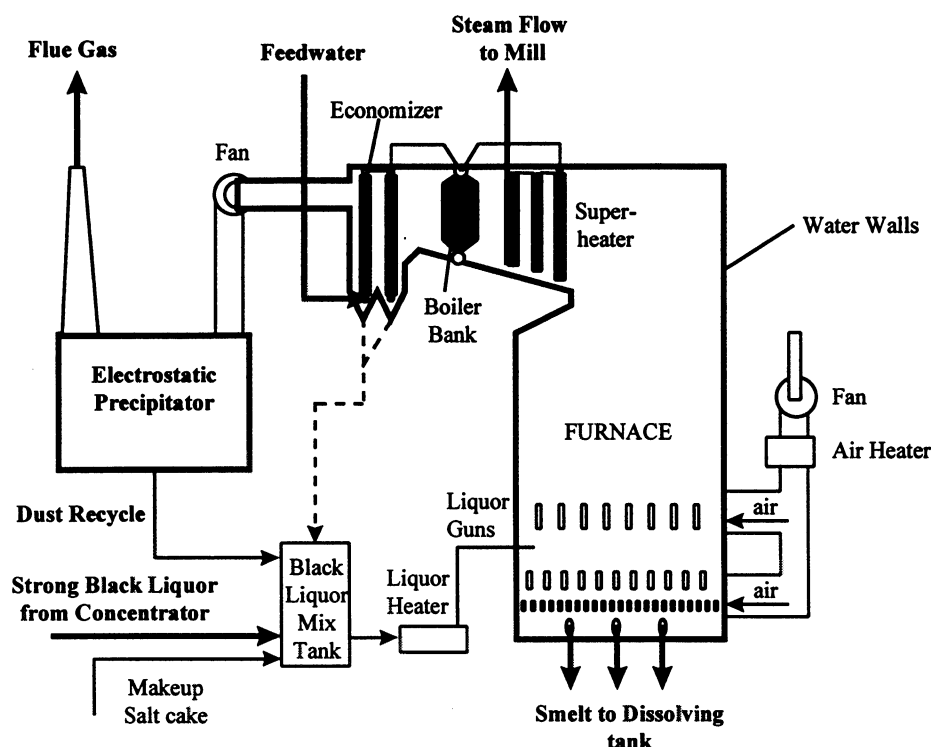 Steam Flow
to Mill
Flue Gas
Feedwater
Economizer
Fan
Super-
heater
Water Walls
Boiler
Bank
Electrostatic
Precipitator
Fan
FURNACE
Air Heater
Liquor
Guns
air
Dust Recycle
Black
Liquor
Mix
Tank
Liquor
Heater
Strong Black Liquor
from Concentrator
air
Makeup
Salt cake
Smelt to Dissolving
tank